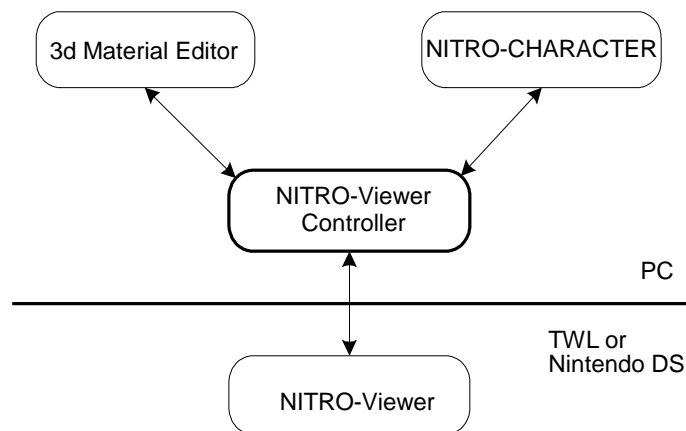 3d Material Editor
NITRO-CHARACTER
NITRO-Viewer
Controller
PC
TWL or
Nintendo DS
NITRO-Viewer